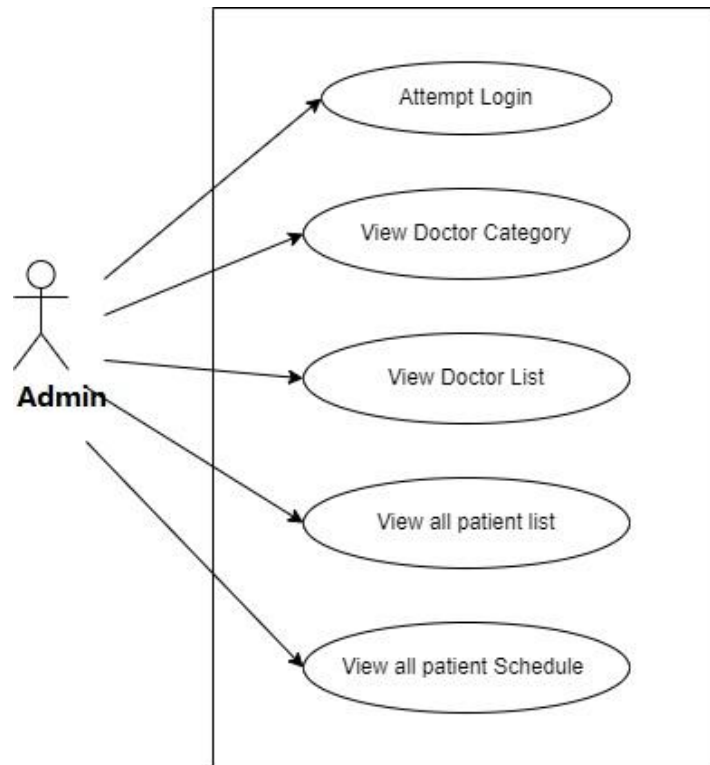 Attempt Login
View Doctor Category
View Doctor List
Admin
View all patient list
View all patient Schedule